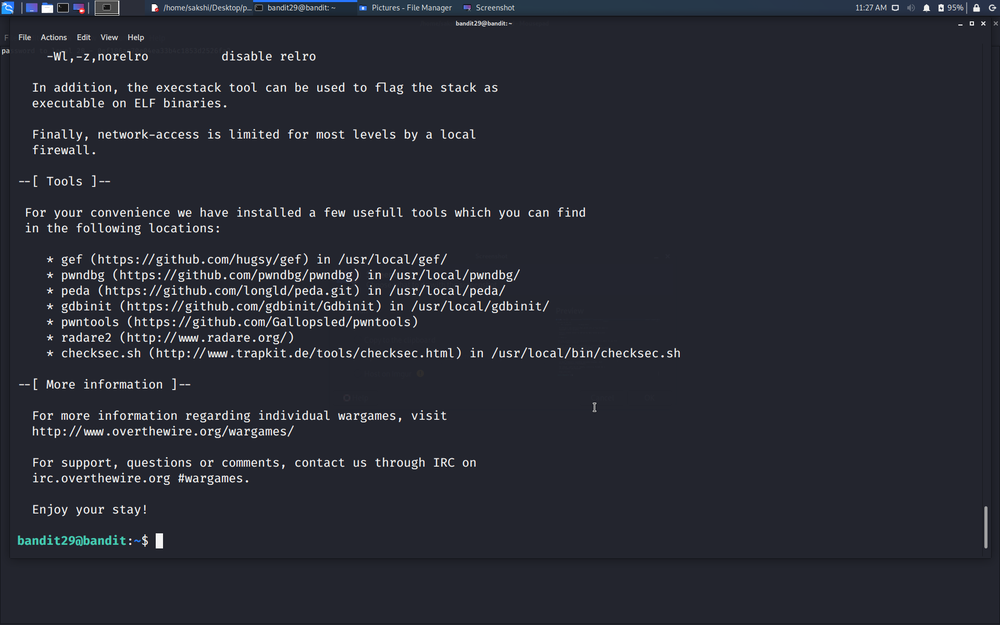 /home/sakshi/Desktop/p... bandit29@bandit: ~ Pictures - File Manager Screenshot 11:27 AM 95%
bandit29@bandit:~
File Actions Edit View Help
-Wl,-z,norelro disable relro
In addition, the execstack tool can be used to flag the stack as
executable on ELF binaries.
Finally, network-access is limited for most levels by a local
firewall.
--[ Tools ]--
For your convenience we have installed a few usefull tools which you can find
in the following locations:
* gef (https://github.com/hugsy/gef) in /usr/local/gef/
* pwndbg (https://github.com/pwndbg/pwndbg) in /usr/local/pwndbg/
* peda (https://github.com/longld/peda.git) in /usr/local/peda/
* gdbinit (https://github.com/gdbinit/Gdbinit) in /usr/local/gdbinit/
* pwntools (https://github.com/Gallopsled/pwntools)
* radare2 (http://www.radare.org/)
* checksec.sh (http://www.trapkit.de/tools/checksec.html) in /usr/local/bin/checksec.sh
--[ More information ]--
For more information regarding individual wargames, visit
http://www.overthewire.org/wargames/
For support, questions or comments, contact us through IRC on
irc.overthewire.org #wargames.
Enjoy your stay!
bandit29@bandit:~$